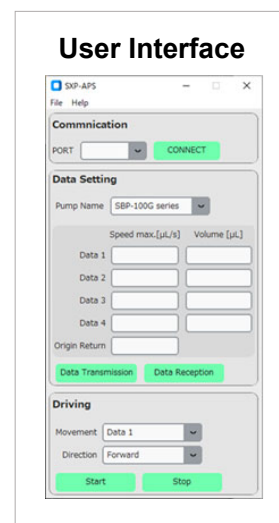 User Interface
SXP-APS
File Help
Commnication
PORT CONNECT
Data Setting
Pump Name SBP-100G series
Speed max.[µL/s] Volume [µL]
Data 1
Data 2
Data 3
Data 4
Origin Return
Data Transmission Data Reception
Driving
Movement Data 1
Direction Forward
Start Stop